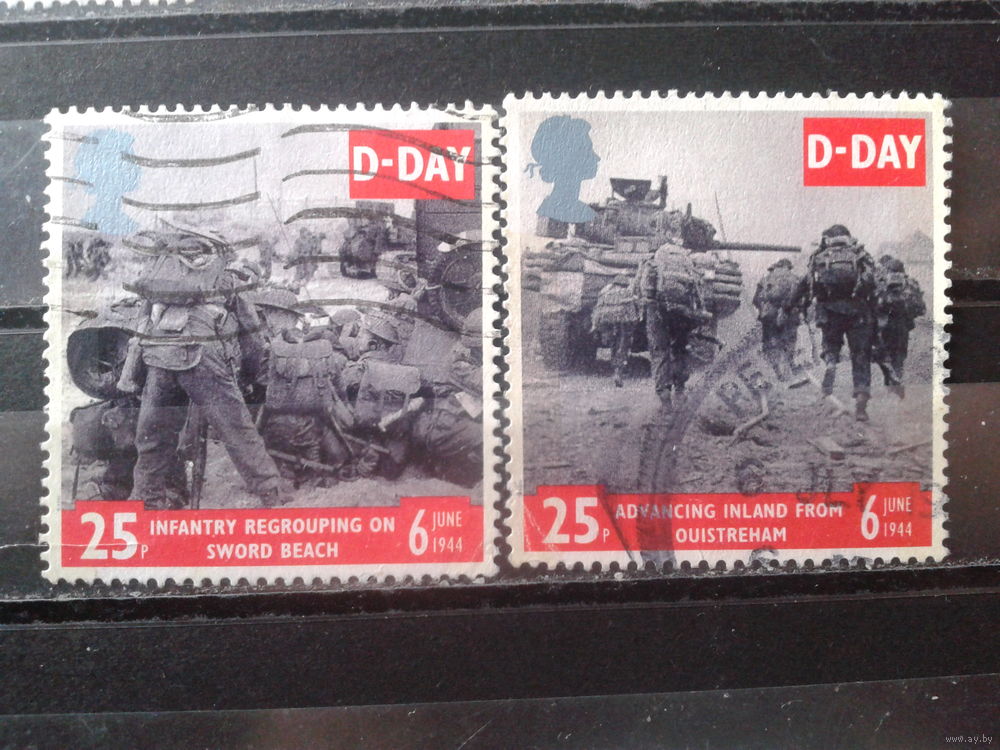 D-DAY
25P
INFANTRY REGROUPING ON
SWORD BEACH
6 JUNE
1944
D-DAY
25P
ADVANCING INLAND FROM
OUISTREHAM
6 JUNE
1944
www.ay.by